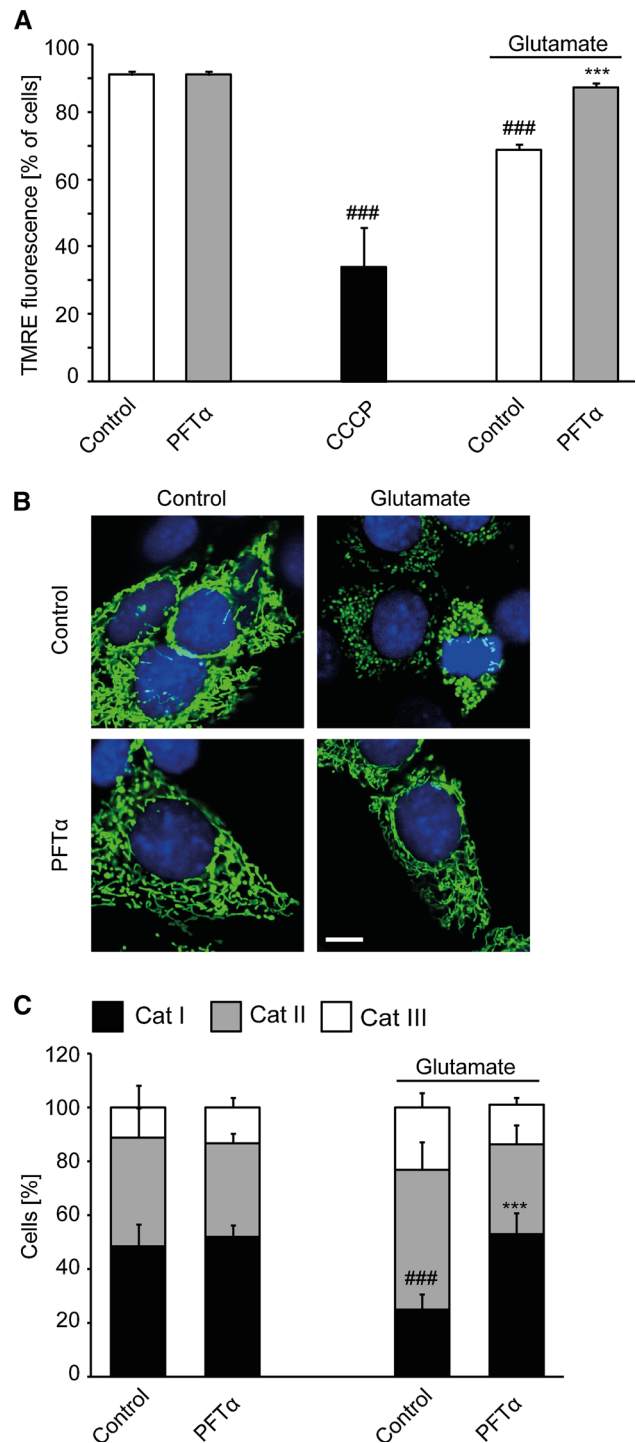 A
TMRE fluorescence [% of cells]
100
80
60
40
20
0
Glutamate
###
###
***
Control
PFTα
CCCP
Control
PFTα
B
Control
Glutamate
Control
PFTα
C
Cat I
Cat II
Cat III
Cells [%]
120
100
80
60
40
20
0
Glutamate
###
***
Control
PFTα
Control
PFTα